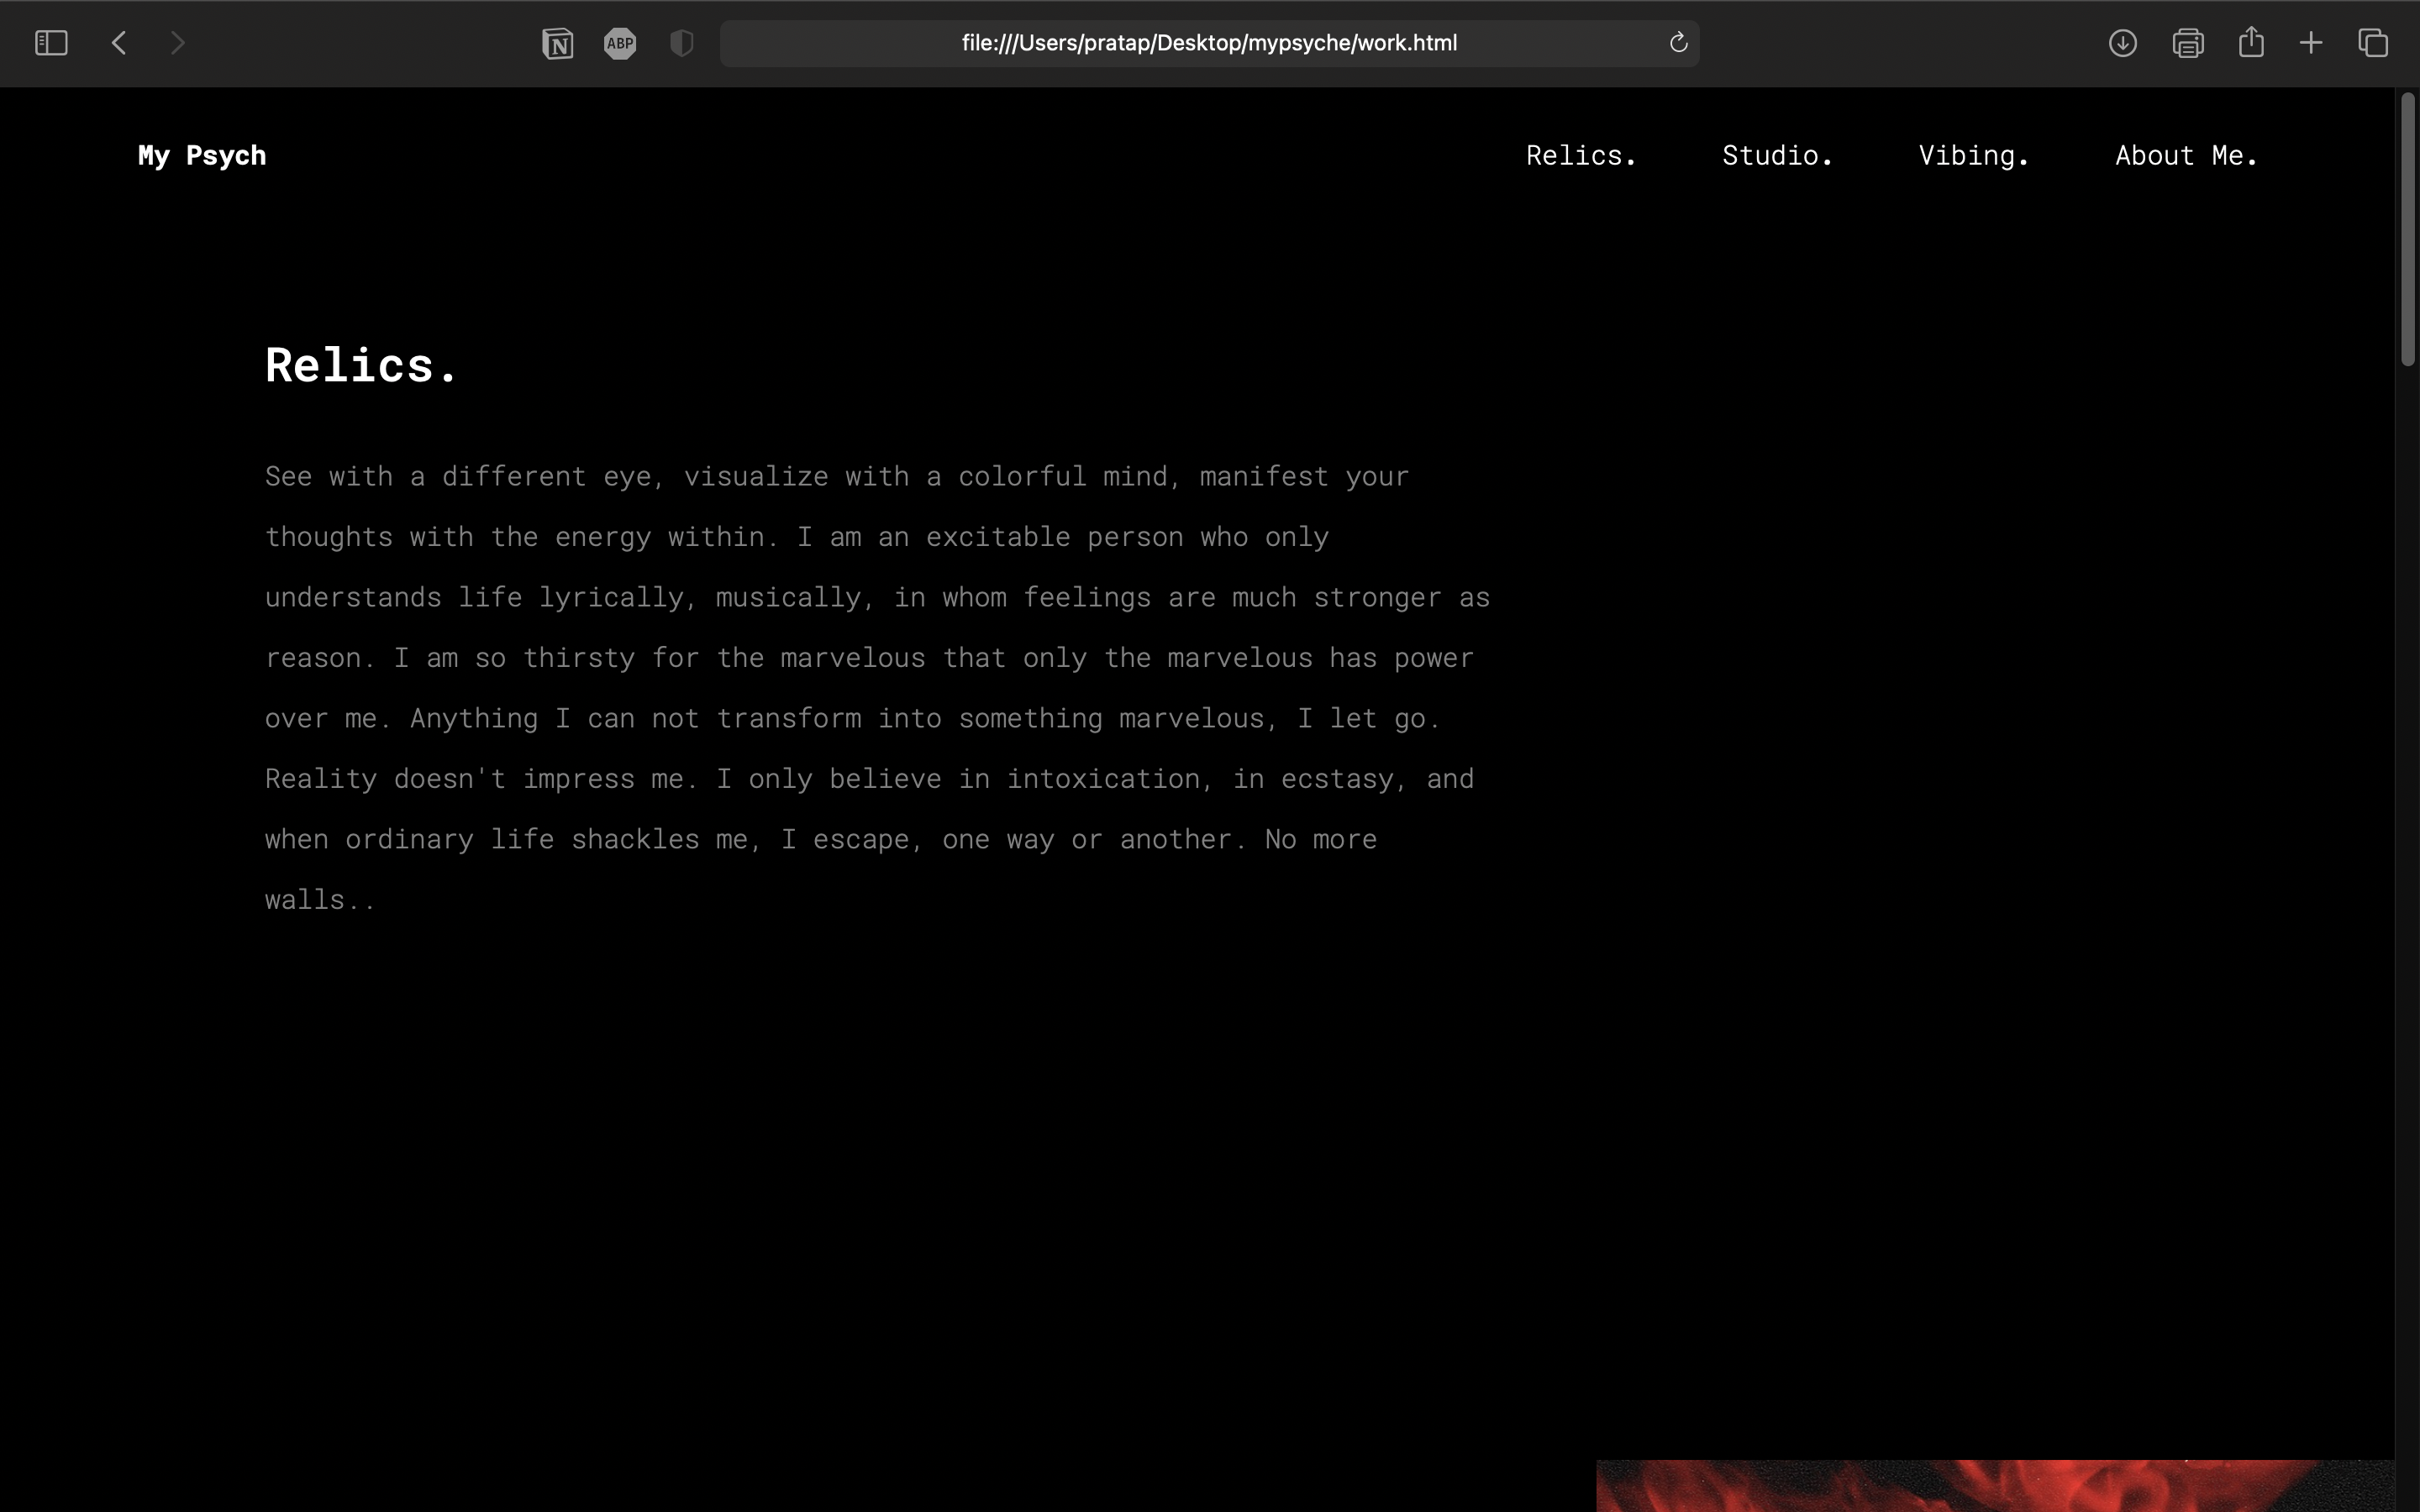 N ABP file:///Users/pratap/Desktop/mypsyche/work.html
My Psych Relics. Studio. Vibing. About Me.
Relics.
See with a different eye, visualize with a colorful mind, manifest your
thoughts with the energy within. I am an excitable person who only
understands life lyrically, musically, in whom feelings are much stronger as
reason. I am so thirsty for the marvelous that only the marvelous has power
over me. Anything I can not transform into something marvelous, I let go.
Reality doesn't impress me. I only believe in intoxication, in ecstasy, and
when ordinary life shackles me, I escape, one way or another. No more
walls..